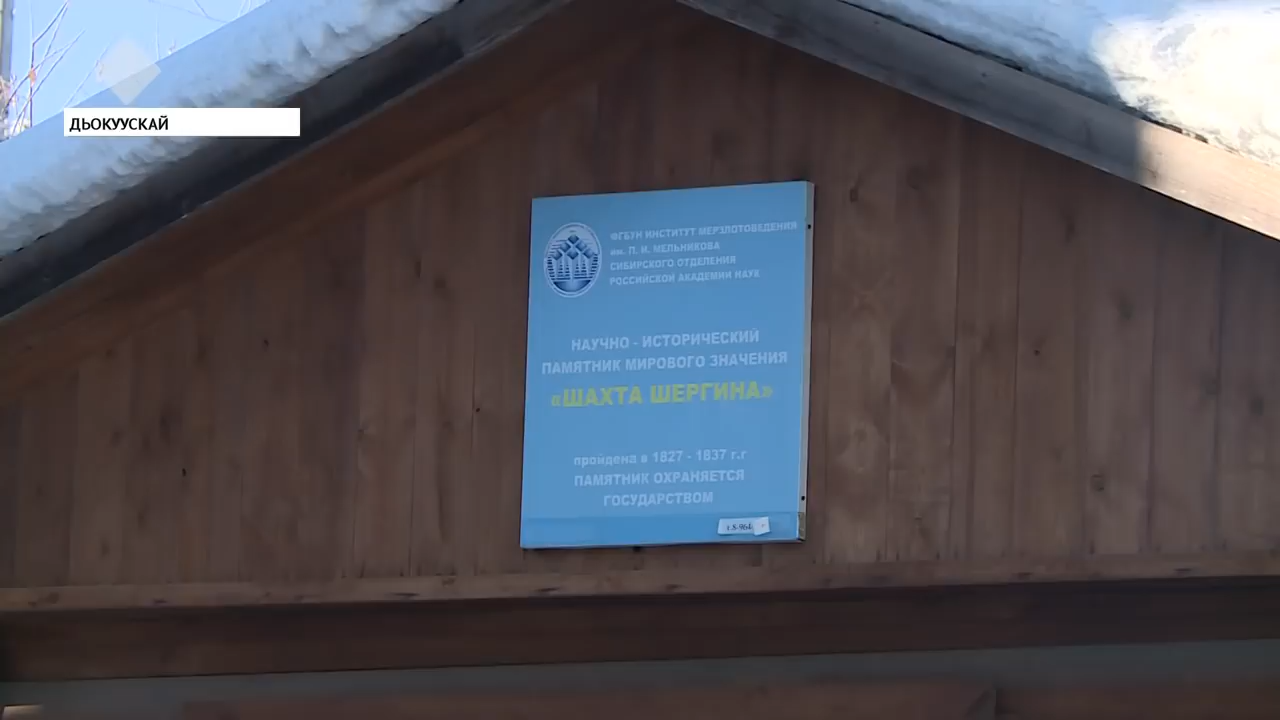 ДЬОКУУСКАЙ
ФГБУН ИНСТИТУТ МЕРЗЛОТОВЕДЕНИЯ
им. П. И. МЕЛЬНИКОВА
СИБИРСКОГО ОТДЕЛЕНИЯ
РОССИЙСКОЙ АКАДЕМИИ НАУК
НАУЧНО - ИСТОРИЧЕСКИЙ
ПАМЯТНИК МИРОВОГО ЗНАЧЕНИЯ
«ШАХТА ШЕРГИНА»
пройдена в 1827 - 1837 г.г
ПАМЯТНИК ОХРАНЯЕТСЯ
ГОСУДАРСТВОМ